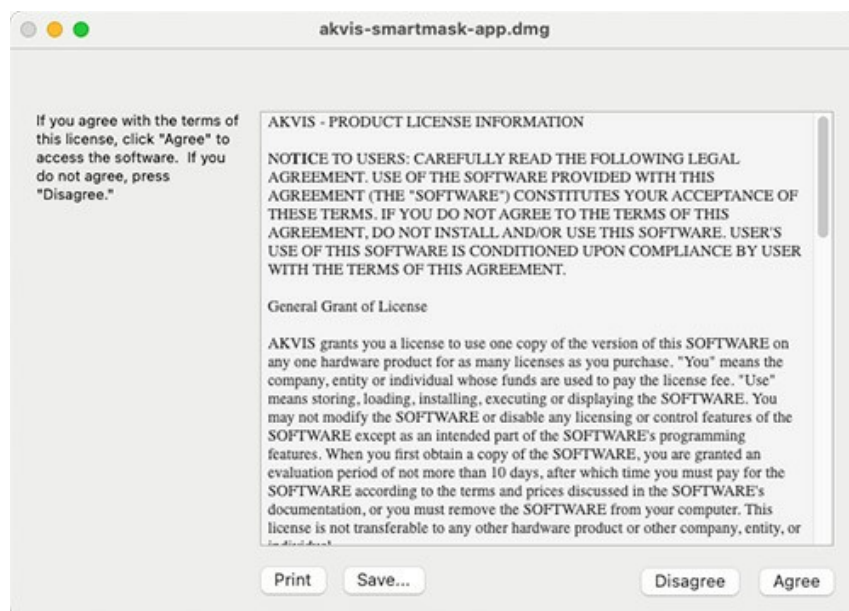 akvis-smartmask-app.dmg
If you agree with the terms of
this license, click "Agree" to
access the software.  If you
do not agree, press
"Disagree."
AKVIS - PRODUCT LICENSE INFORMATION
NOTICE TO USERS: CAREFULLY READ THE FOLLOWING LEGAL
AGREEMENT. USE OF THE SOFTWARE PROVIDED WITH THIS
AGREEMENT (THE "SOFTWARE") CONSTITUTES YOUR ACCEPTANCE OF
THESE TERMS. IF YOU DO NOT AGREE TO THE TERMS OF THIS
AGREEMENT, DO NOT INSTALL AND/OR USE THIS SOFTWARE. USER'S
USE OF THIS SOFTWARE IS CONDITIONED UPON COMPLIANCE BY USER
WITH THE TERMS OF THIS AGREEMENT.
General Grant of License
AKVIS grants you a license to use one copy of the version of this SOFTWARE on
any one hardware product for as many licenses as you purchase. "You" means the
company, entity or individual whose funds are used to pay the license fee. "Use"
means storing, loading, installing, executing or displaying the SOFTWARE. You
may not modify the SOFTWARE or disable any licensing or control features of the
SOFTWARE except as an intended part of the SOFTWARE's programming
features. When you first obtain a copy of the SOFTWARE, you are granted an
evaluation period of not more than 10 days, after which time you must pay for the
SOFTWARE according to the terms and prices discussed in the SOFTWARE's
documentation, or you must remove the SOFTWARE from your computer. This
license is not transferable to any other hardware product or other company, entity, or
Print Save... Disagree Agree